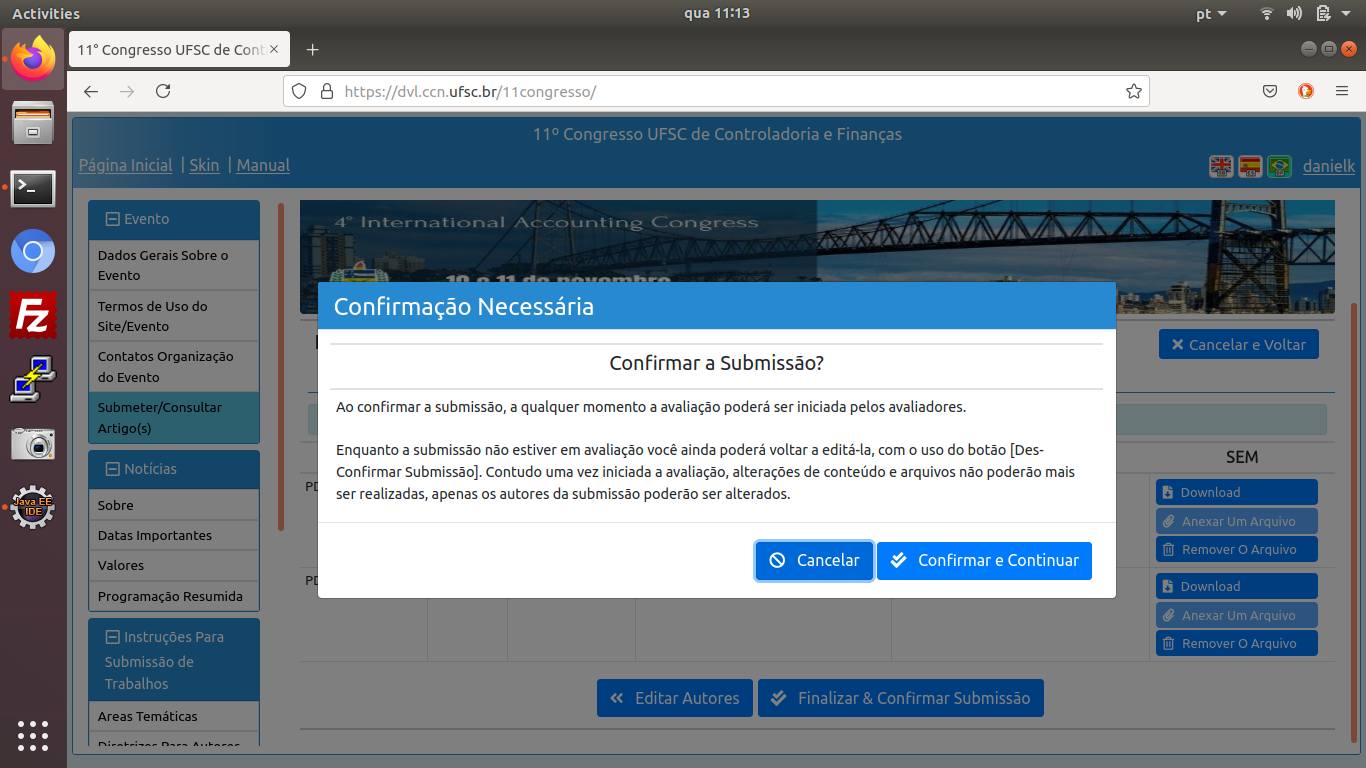 Activities
qua 11:13
pt
11° Congresso UFSC de Cont
https://dvl.ccn.ufsc.br/11congresso/
11º Congresso UFSC de Controladoria e Finanças
Página Inicial | Skin | Manual
danielk
Evento
Dados Gerais Sobre o
Evento
Termos de Uso do
Site/Evento
Contatos Organização
do Evento
Submeter/Consultar
Artigo(s)
Notícias
Sobre
Datas Importantes
Valores
Programação Resumida
Instruções Para
Submissão de
Trabalhos
Areas Temáticas
Diretrizes Para Autores
4º International Accounting Congress
10 a 11 de novembro
Cancelar e Voltar
SEM
PD
Download
Anexar Um Arquivo
Remover O Arquivo
PD
Download
Anexar Um Arquivo
Remover O Arquivo
Editar Autores
Finalizar & Confirmar Submissão
Confirmação Necessária
Confirmar a Submissão?
Ao confirmar a submissão, a qualquer momento a avaliação poderá ser iniciada pelos avaliadores.
Enquanto a submissão não estiver em avaliação você ainda poderá voltar a editá-la, com o uso do botão [Des-
Confirmar Submissão]. Contudo uma vez iniciada a avaliação, alterações de conteúdo e arquivos não poderão mais
ser realizadas, apenas os autores da submissão poderão ser alterados.
Cancelar
Confirmar e Continuar
FZ
Java EE
IDE